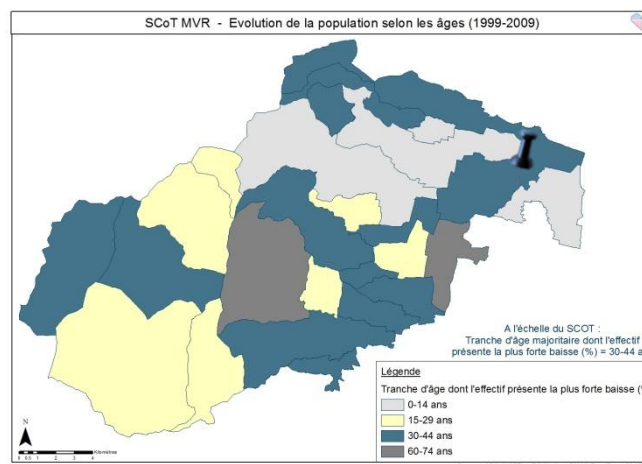 SCoT MVR - Evolution de la population selon les âges (1999-2009)
A l'échelle du SCOT :
Tranche d'âge majoritaire dont l'effectif
présente la plus forte baisse (%) = 30-44 a
Légende
Tranche d'âge dont l'effectif présente la plus forte baisse (
0-14 ans
15-29 ans
30-44 ans
60-74 ans
N
Kilomètres